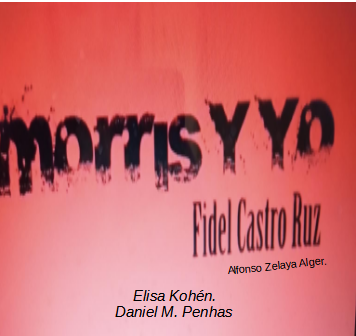 morris Y YO
Fidel Castro Ruz
Alfonso Zelaya Alger.
Elisa Kohén.
Daniel M. Penhas